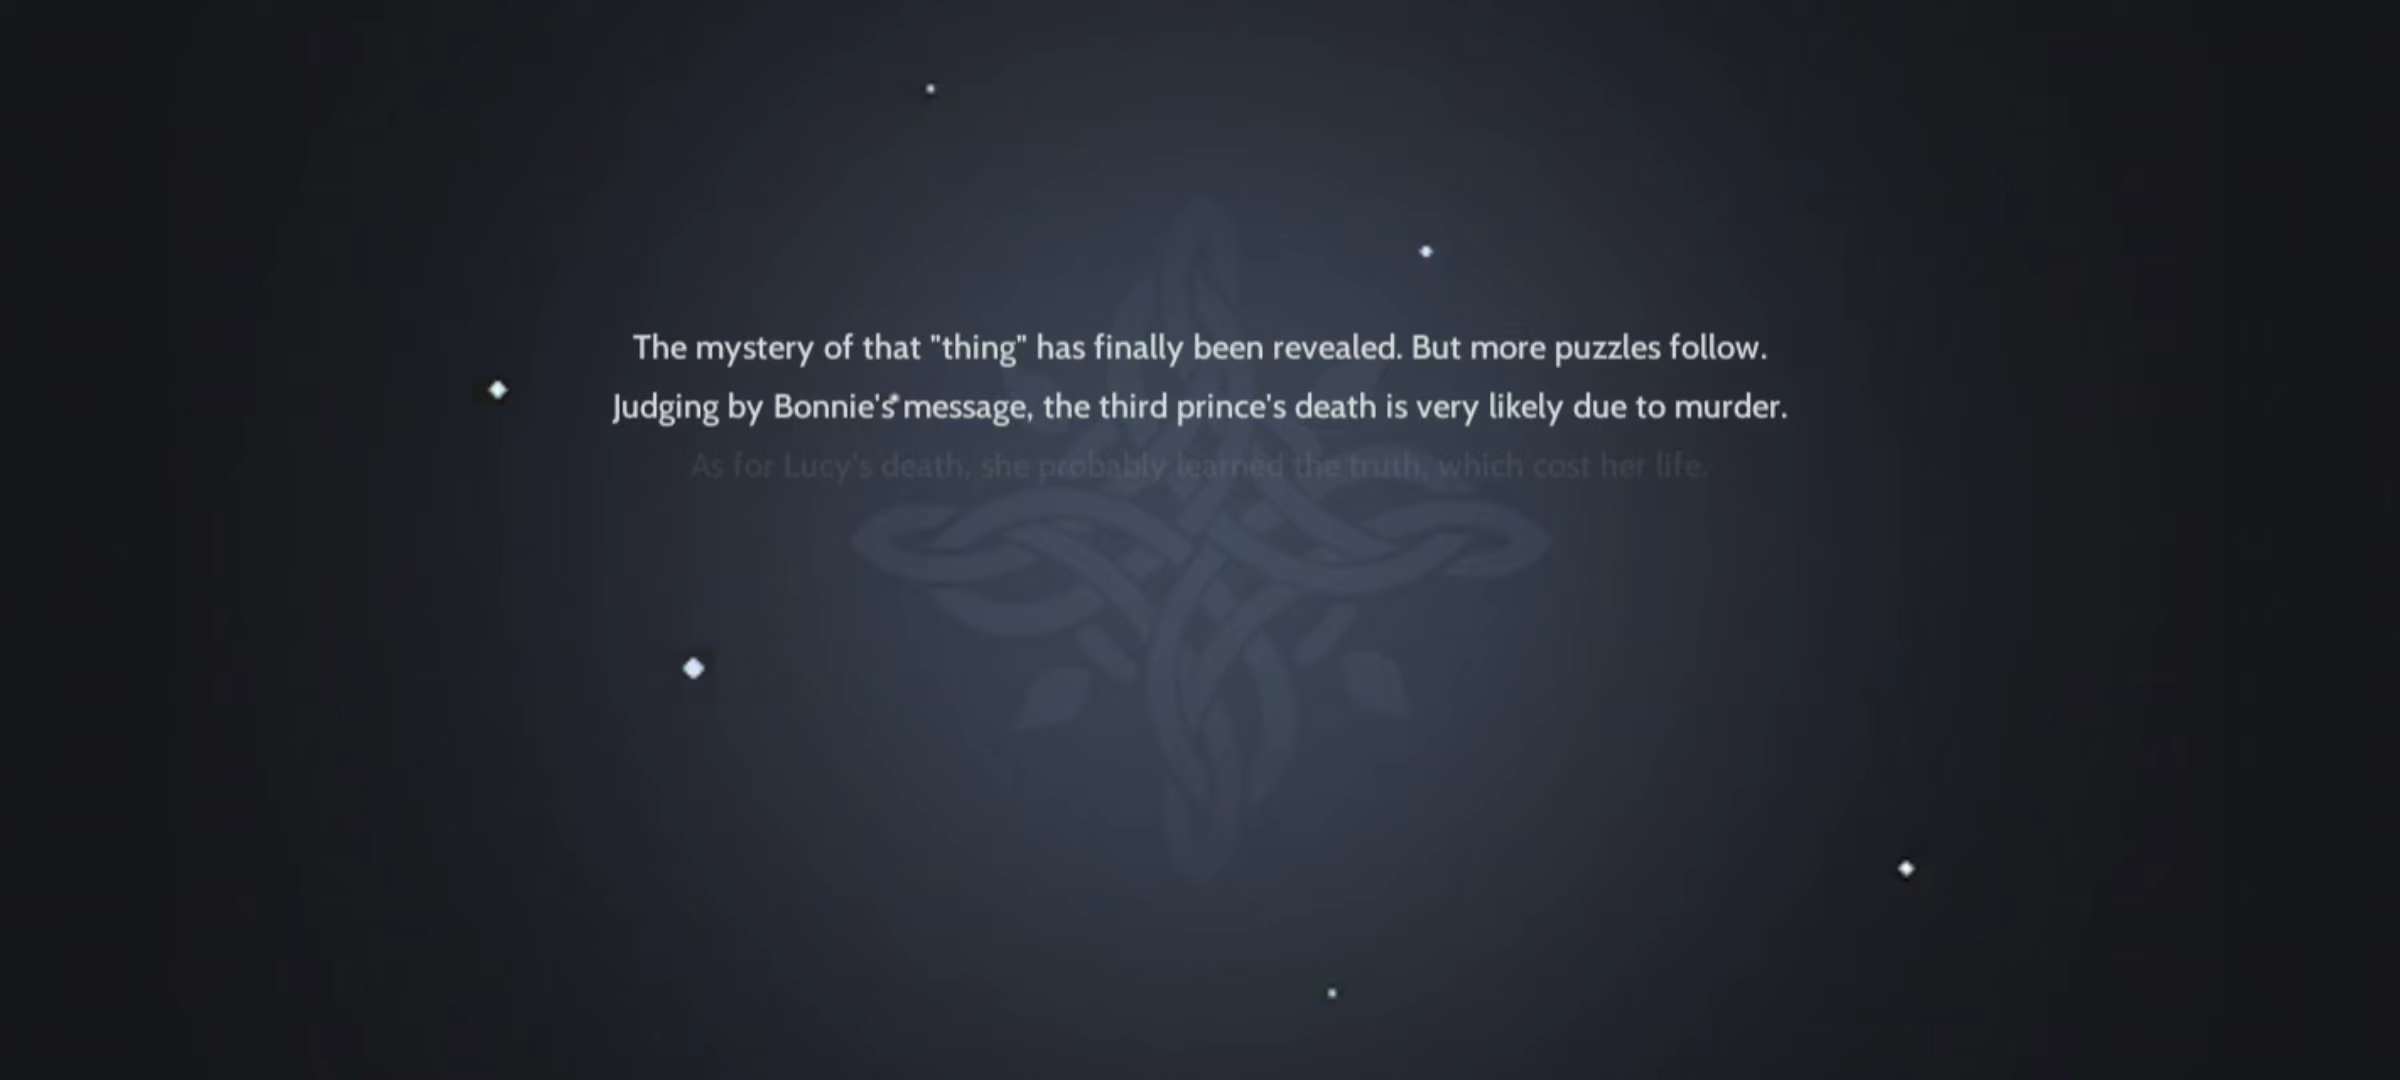 The mystery of that "thing" has finally been revealed. But more puzzles follow.
Judging by Bonnie's message, the third prince's death is very likely due to murder.
As for Lucy's death, she probably learned the truth, which cost her life.